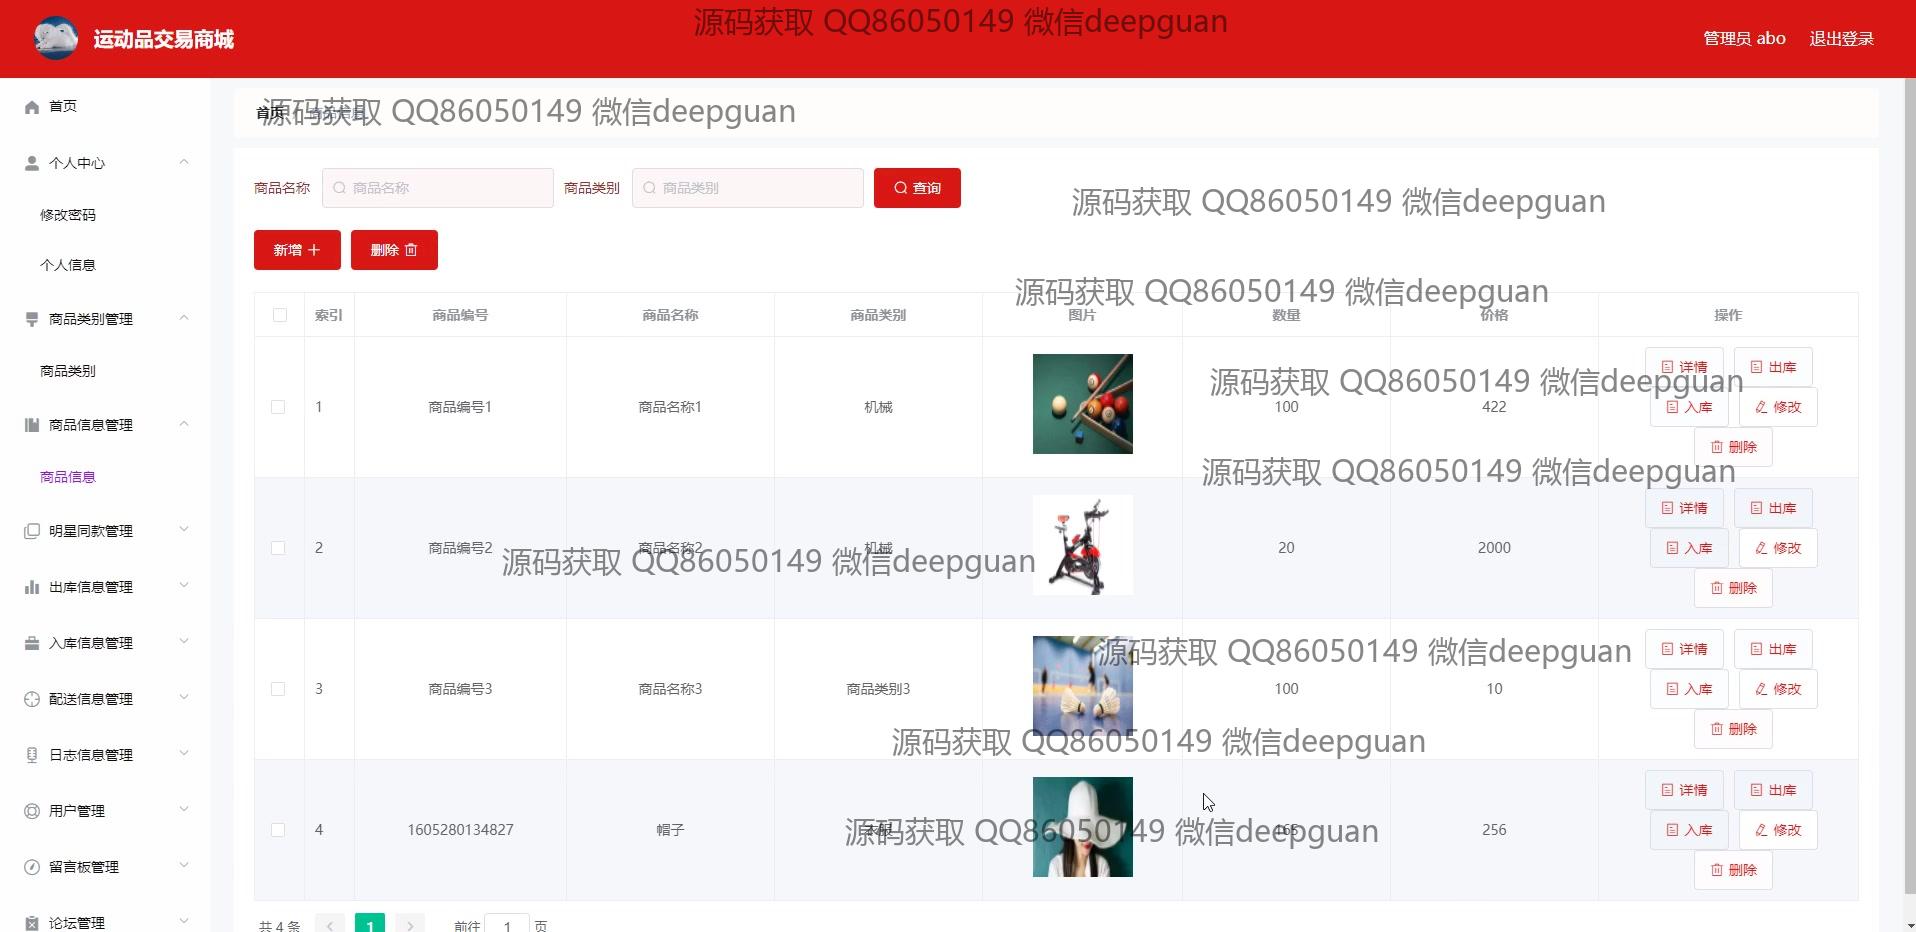 源码获取 QQ86050149 微信deepguan
运动品交易商城
管理员 abo 退出登录
首页
首页 商品信息
源码获取 QQ86050149 微信deepguan
个人中心
修改密码
个人信息
商品类别管理
商品类别
商品信息管理
商品信息
明星同款管理
出库信息管理
入库信息管理
配送信息管理
日志信息管理
用户管理
留言板管理
论坛管理
商品名称 商品名称 商品类别 商品类别 查询
源码获取 QQ86050149 微信deepguan
新增 删除
源码获取 QQ86050149 微信deepguan
索引 商品编号 商品名称 商品类别 图片 数量 价格 操作
详情 出库
源码获取 QQ86050149 微信deepguan
1 商品编号1 商品名称1 机械 100 422 入库 修改
删除
源码获取 QQ86050149 微信deepguan
详情 出库
2 商品编号2 商品名称2 机械 20 2000 入库 修改
源码获取 QQ86050149 微信deepguan
删除
详情 出库
源码获取 QQ86050149 微信deepguan
3 商品编号3 商品名称3 商品类别3 100 10 入库 修改
删除
源码获取 QQ86050149 微信deepguan
详情 出库
4 1605280134827 帽子 衣服 165 256 入库 修改
源码获取 QQ86050149 微信deepguan
删除
共 4 条 1 前往 1 页